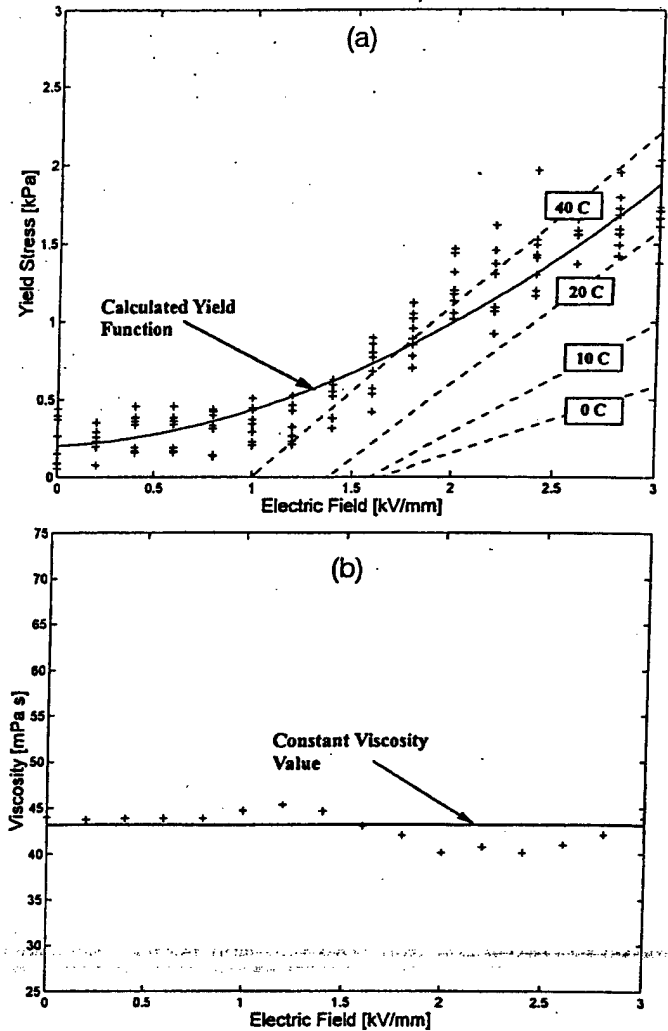 (a)
3
2.5
2
1.5
1
0.5
0
Yield Stress [kPa]
Calculated Yield
Function
40 C
20 C
10 C
0 C
0 0.5 1 1.5 2 2.5 3
Electric Field [kV/mm]
(b)
75
70
65
60
55
50
45
40
35
30
25
Viscosity [mPa s]
Constant Viscosity
Value
0 0.5 1 1.5 2 2.5 3
Electric Field [kV/mm]